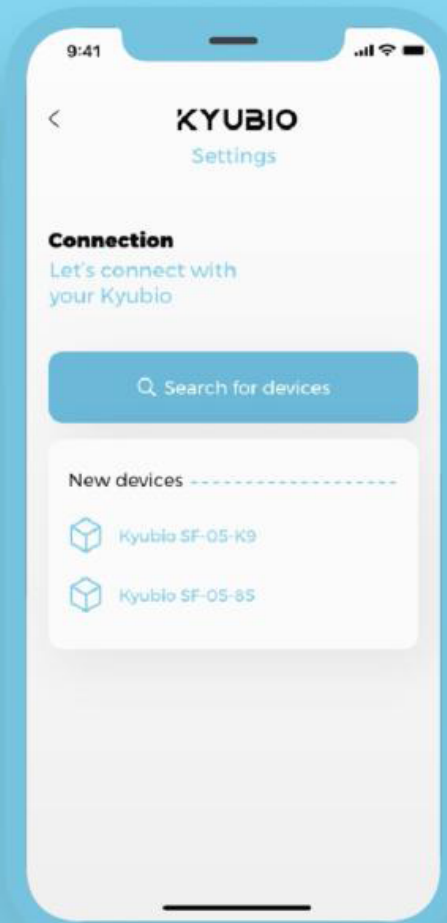 9:41
KYUBIO
Settings
Connection
Let's connect with
your Kyubio
Search for devices
New devices
Kyubio SF-05-K9
Kyubio SF-05-85